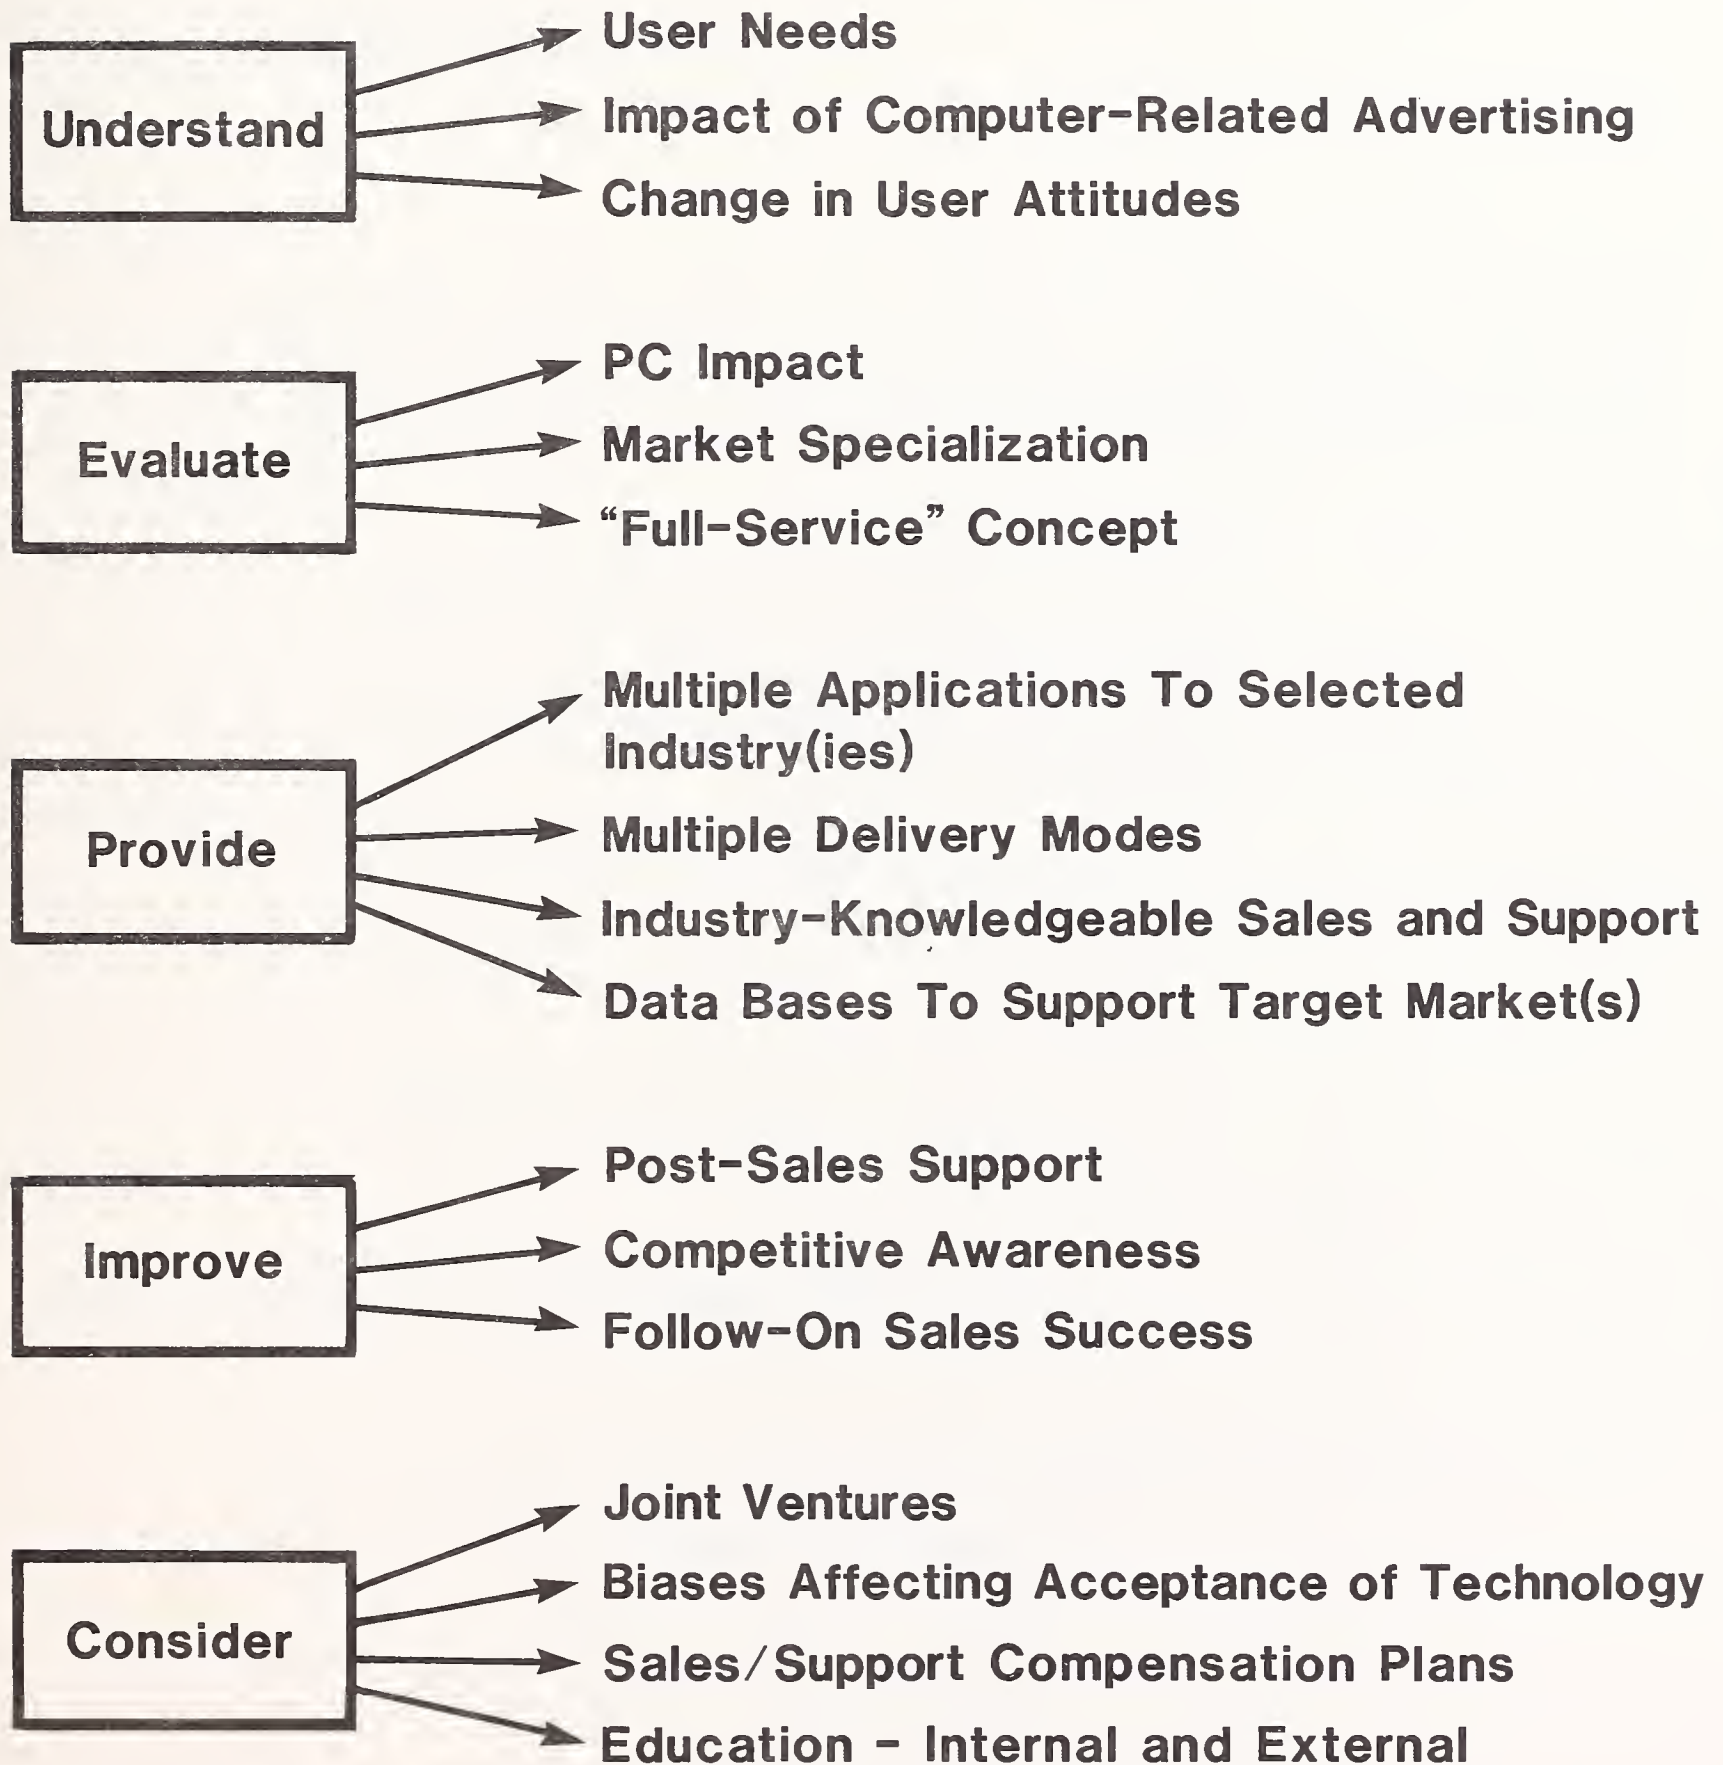 Understand
User Needs
Impact of Computer-Related Advertising
Change in User Attitudes
Evaluate
PC Impact
Market Specialization
“Full-Service” Concept
Provide
Multiple Applications To Selected
Industry(ies)
Multiple Delivery Modes
Industry-Knowledgeable Sales and Support
Data Bases To Support Target Market(s)
Improve
Post-Sales Support
Competitive Awareness
Follow-On Sales Success
Consider
Joint Ventures
Biases Affecting Acceptance of Technology
Sales/Support Compensation Plans
Education - Internal and External